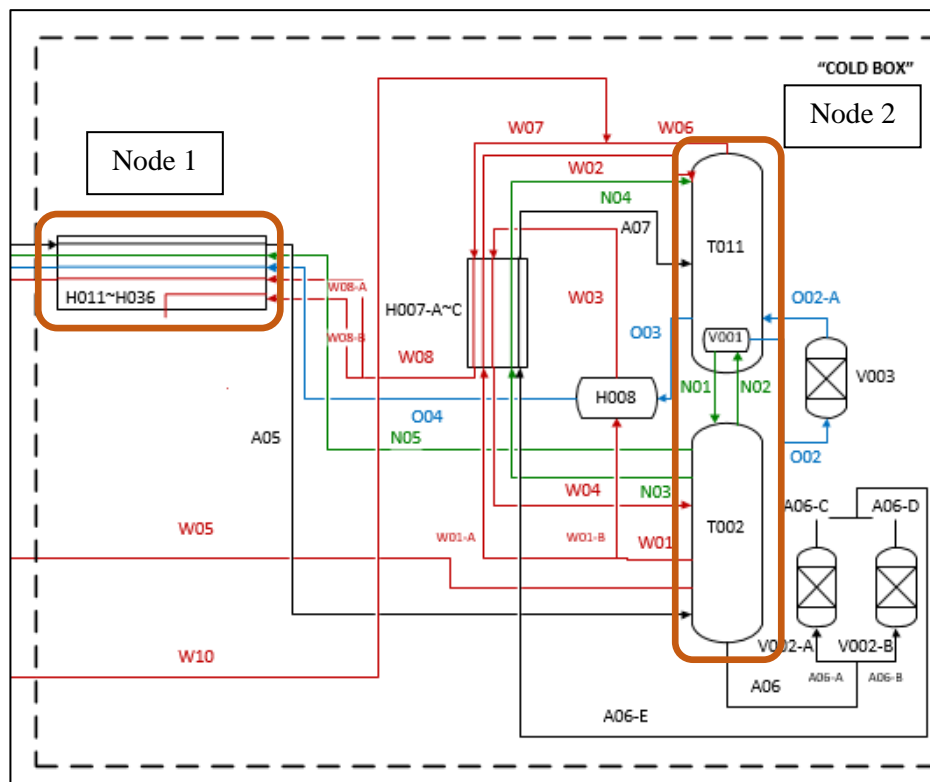 "COLD BOX"
Node 2
Node 1
W07
W06
W02
N04
A07
T011
W03
O02-A
H011~H036
W08-A
H007-A~C
O03
V001
W08-B
W08
N01
N02
V003
H008
O04
A05
N05
O02
W04
N03
A06-C
A06-D
T002
W05
W01-A
W01-B
W01
V002-A
V002-B
W10
A06
A06-A
A06-B
A06-E